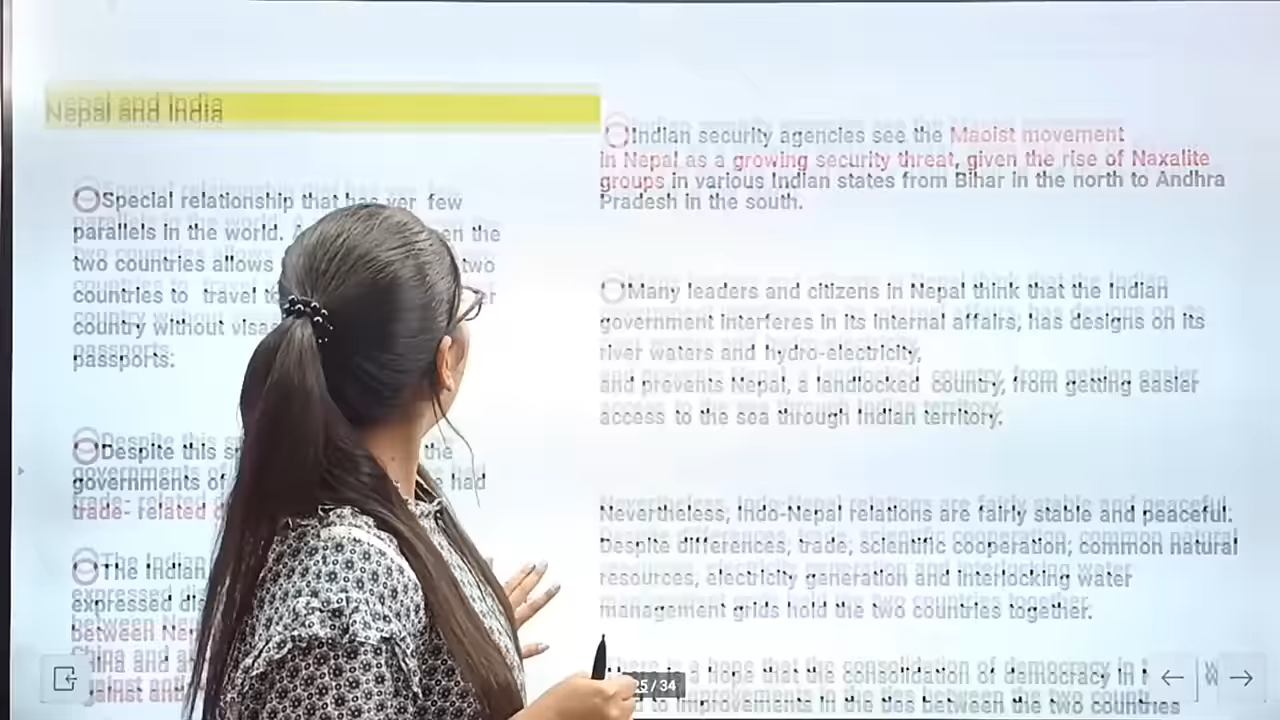 Nepal and India
Special relationship that has ver few
parallels in the world. en the
two countries allows two
countries to travel to
country without visa
passports:
Despite this the
governments of had
trade- related
The Indian
expressed
between
China and
against
Indian security agencies see the Maoist movement
in Nepal as a growing security threat, given the rise of Naxalite
groups in various Indian states from Bihar in the north to Andhra
Pradesh in the south.
Many leaders and citizens in Nepal think that the Indian
government interferes in its internal affairs, has designs on its
river waters and hydro-electricity,
and prevents Nepal, a landlocked country, from getting easier
access to the sea through Indian territory.
Nevertheless, Indo-Nepal relations are fairly stable and peaceful.
Despite differences, trade, scientific cooperation, common natural
resources, electricity generation and interlocking water
management grids hold the two countries together.
There is a hope that the consolidation of democracy in
to improvements in the ties between the two countries
25 / 34